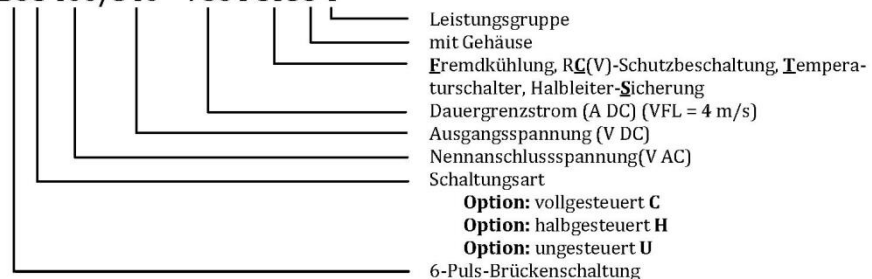 Leistungsgruppe
mit Gehäuse
Fremdkühlung, RC(V)-Schutzbeschaltung, Tempera-
turschalter, Halbleiter-Sicherung
Dauergrenzstrom (A DC) (VFL = 4 m/s)
Ausgangsspannung (V DC)
Nennanschlussspannung(V AC)
Schaltungsart
Option: vollgesteuert C
Option: halbgesteuert H
Option: ungesteuert U
6-Puls-Brückenschaltung